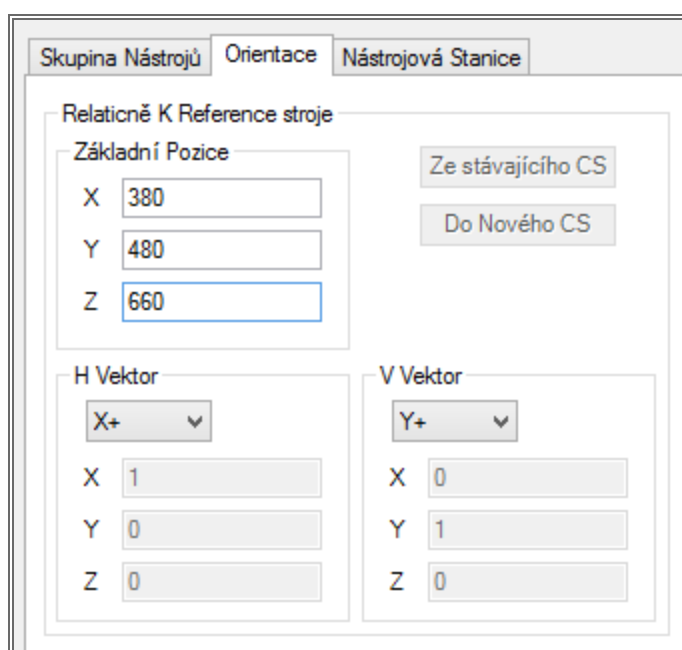 Skupina Nástrojů Orientace Nástrojová Stanice
Relaticně K Reference stroje
Základní Pozice
Ze stávajícího CS
X 380
Do Nového CS
Y 480
Z 660
H Vektor V Vektor
X+ Y+
X 1 X 0
Y 0 Y 1
Z 0 Z 0